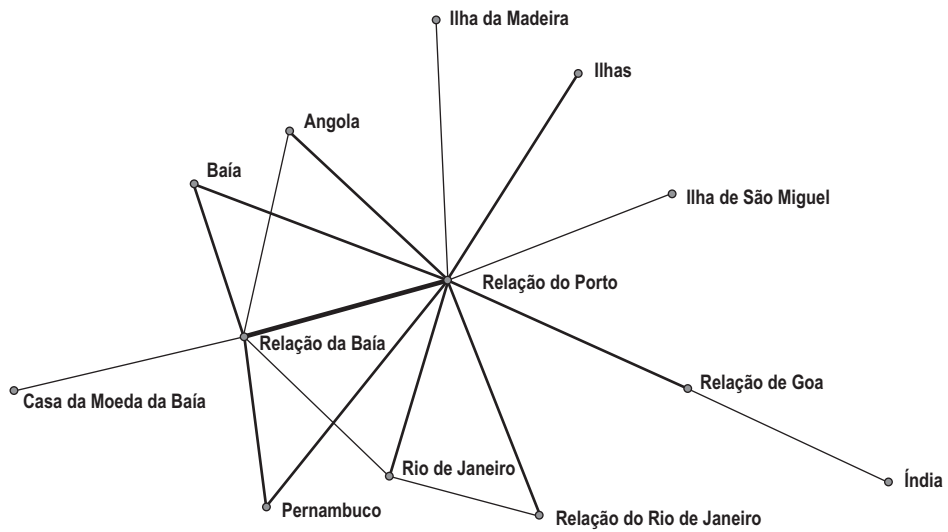 Ilha da Madeira
Ilhas
Angola
Baía
Ilha de São Miguel
Relação do Porto
Relação da Baía
Relação de Goa
Casa da Moeda da Baía
Rio de Janeiro
Índia
Pernambuco
Relação do Rio de Janeiro